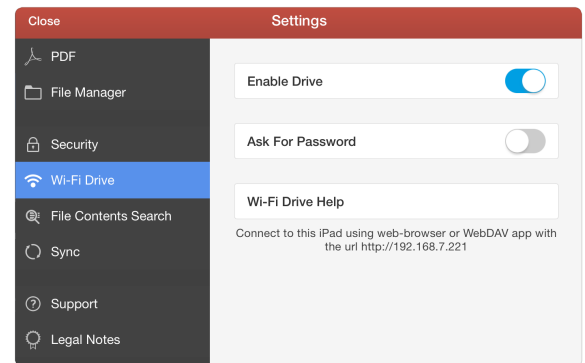 Close
Settings
PDF
File Manager
Security
Wi-Fi Drive
File Contents Search
Sync
Support
Legal Notes
Enable Drive
Ask For Password
Wi-Fi Drive Help
Connect to this iPad using web-browser or WebDAV app with
the url http://192.168.7.221